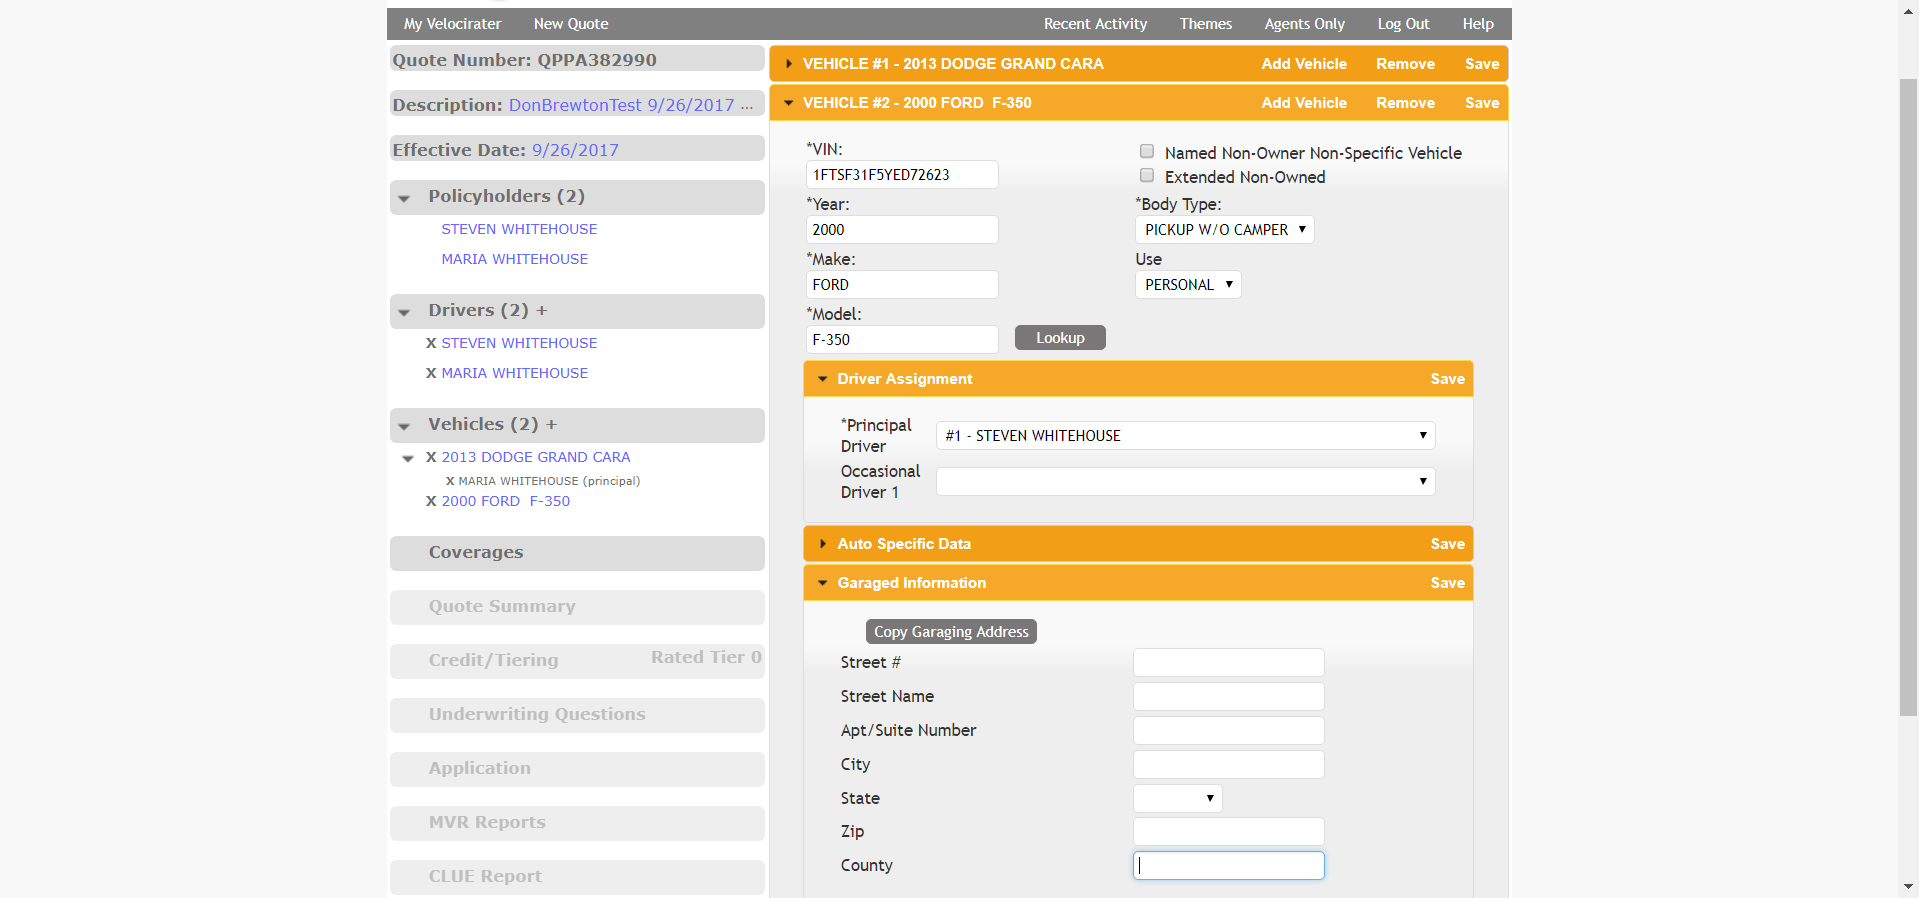 My Velocirater New Quote Recent Activity Themes Agents Only Log Out Help
Quote Number: QPPA382990
Description: DonBrewtonTest 9/26/2017 ...
Effective Date: 9/26/2017
Policyholders (2)
STEVEN WHITEHOUSE
MARIA WHITEHOUSE
Drivers (2) +
X STEVEN WHITEHOUSE
X MARIA WHITEHOUSE
Vehicles (2) +
X 2013 DODGE GRAND CARA
X MARIA WHITEHOUSE (principal)
X 2000 FORD F-350
Coverages
Quote Summary
Credit/Tiering Rated Tier 0
Underwriting Questions
Application
MVR Reports
CLUE Report
VEHICLE #1 - 2013 DODGE GRAND CARA Add Vehicle Remove Save
VEHICLE #2 - 2000 FORD F-350 Add Vehicle Remove Save
*VIN:
1FTSF31F5YED72623
Named Non-Owner Non-Specific Vehicle
Extended Non-Owned
*Year:
2000
*Body Type:
PICKUP W/O CAMPER
*Make:
FORD
Use
PERSONAL
*Model:
F-350
Lookup
Driver Assignment Save
*Principal
Driver
#1 - STEVEN WHITEHOUSE
Occasional
Driver 1
Auto Specific Data Save
Garaged Information Save
Copy Garaging Address
Street #
Street Name
Apt/Suite Number
City
State
Zip
County